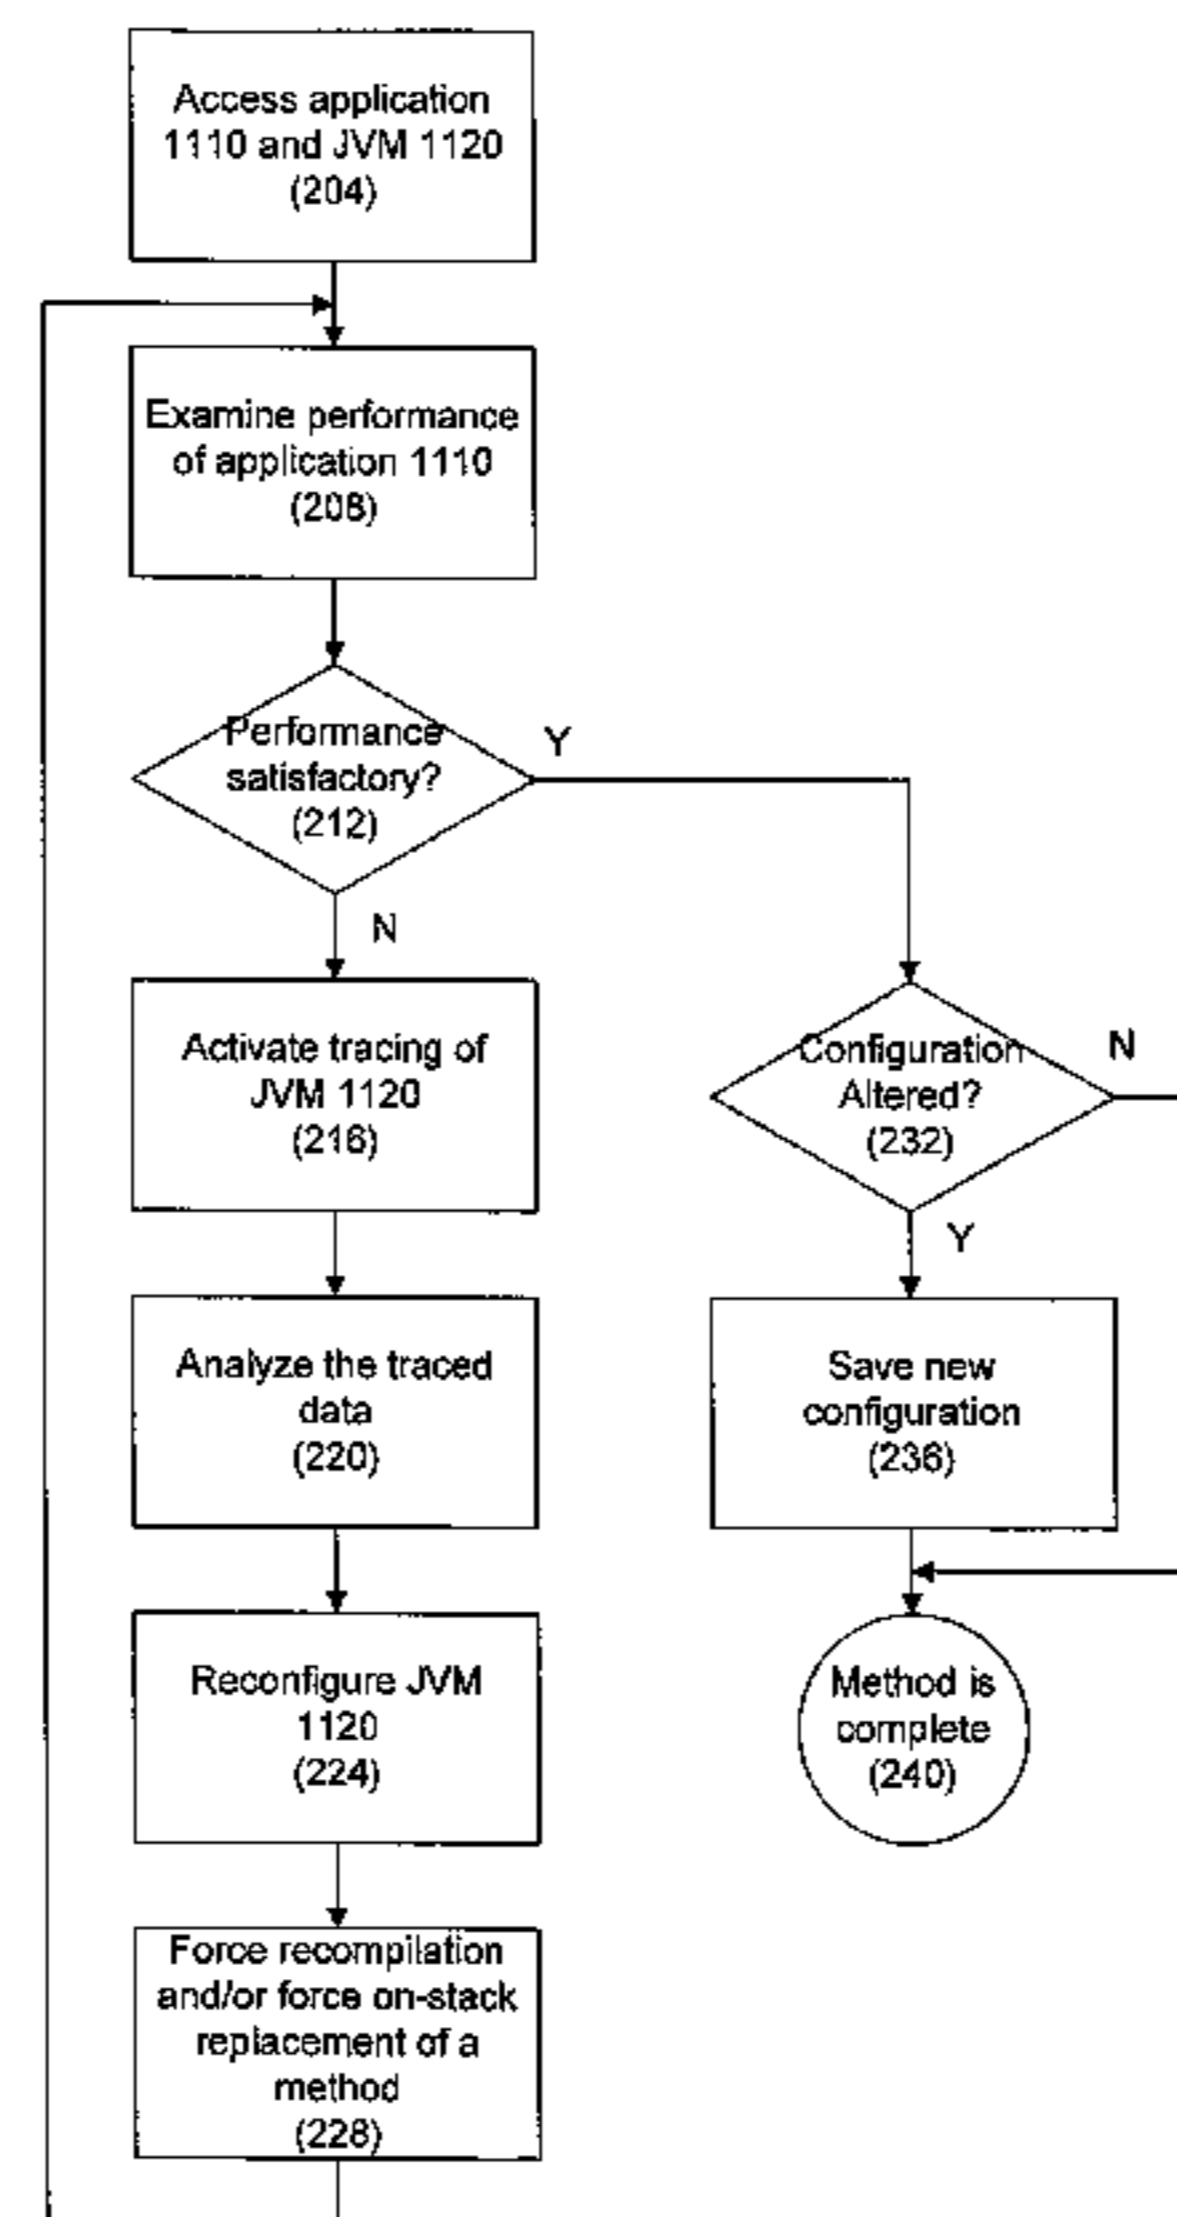 Access application
1110 and JVM 1120
(204)
Examine performance
of application 1110
(208)
Performance
satisfactory?
(212)
Y
N
Activate tracing of
JVM 1120
(216)
Configuration
Altered?
(232)
N
Y
Analyze the traced
data
(220)
Save new
configuration
(236)
Reconfigure JVM
1120
(224)
Method is
complete
(240)
Force recompilation
and/or force on-stack
replacement of a
method
(228)